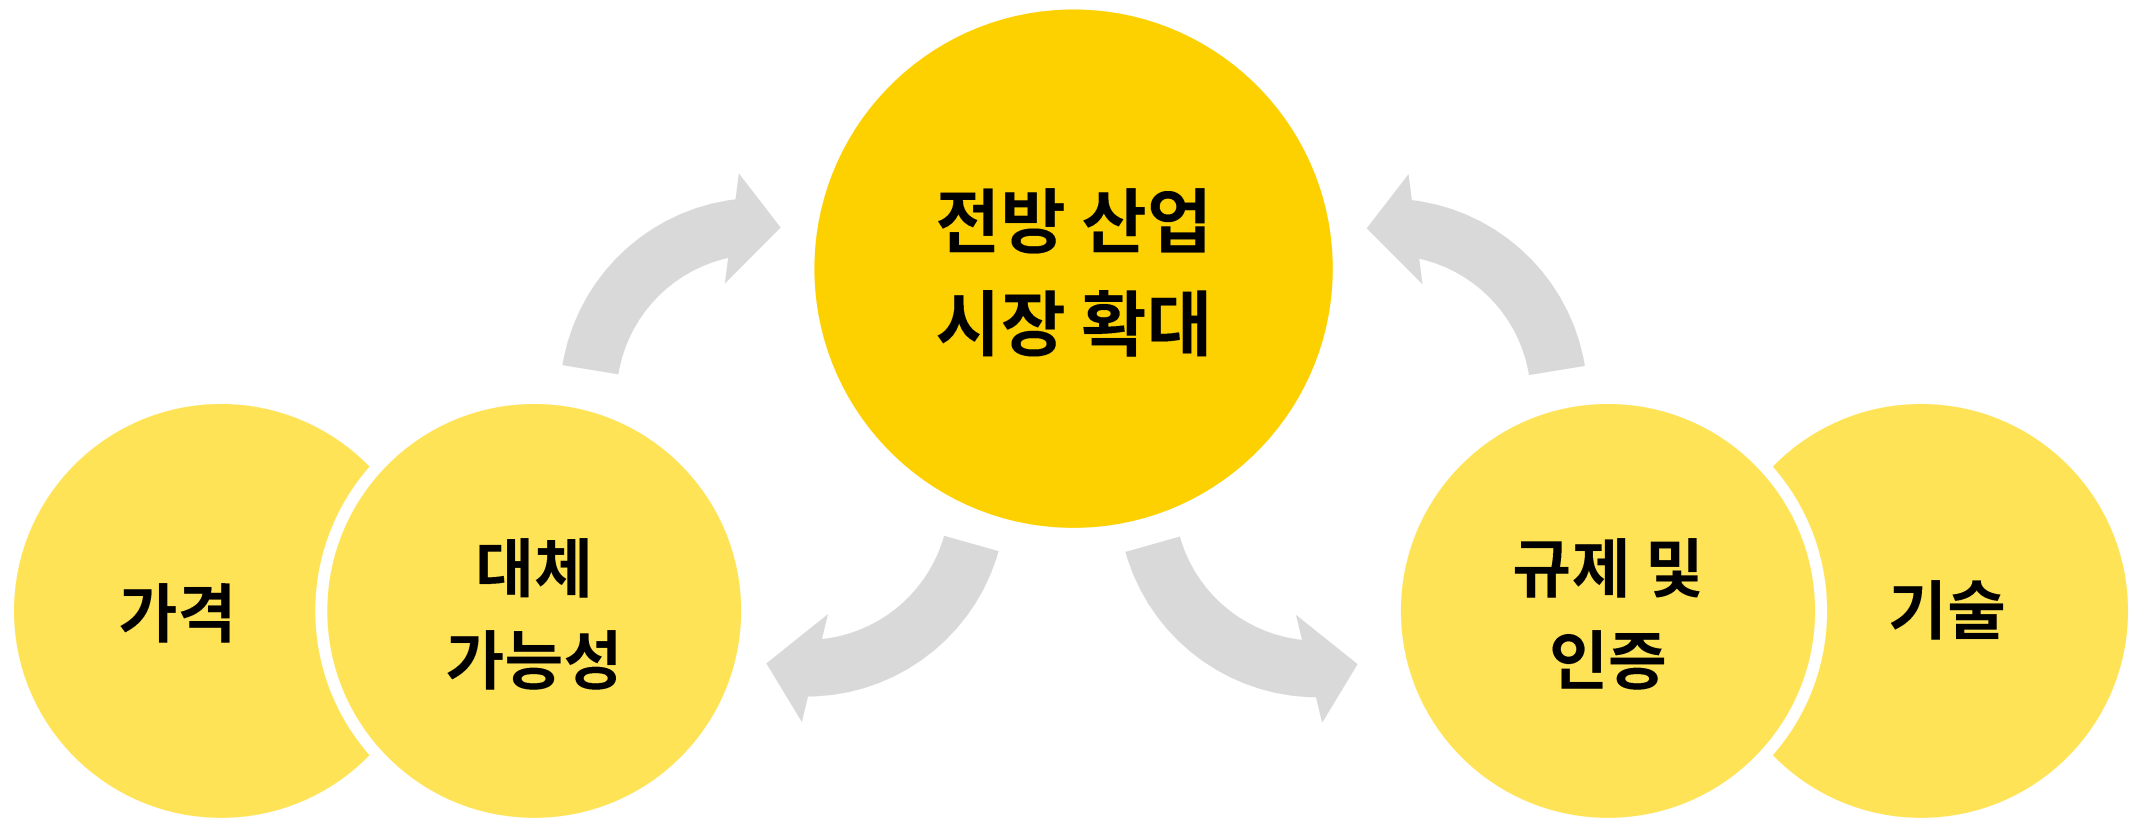 전방 산업
시장 확대
가격
대체
가능성
규제 및
인증
기술